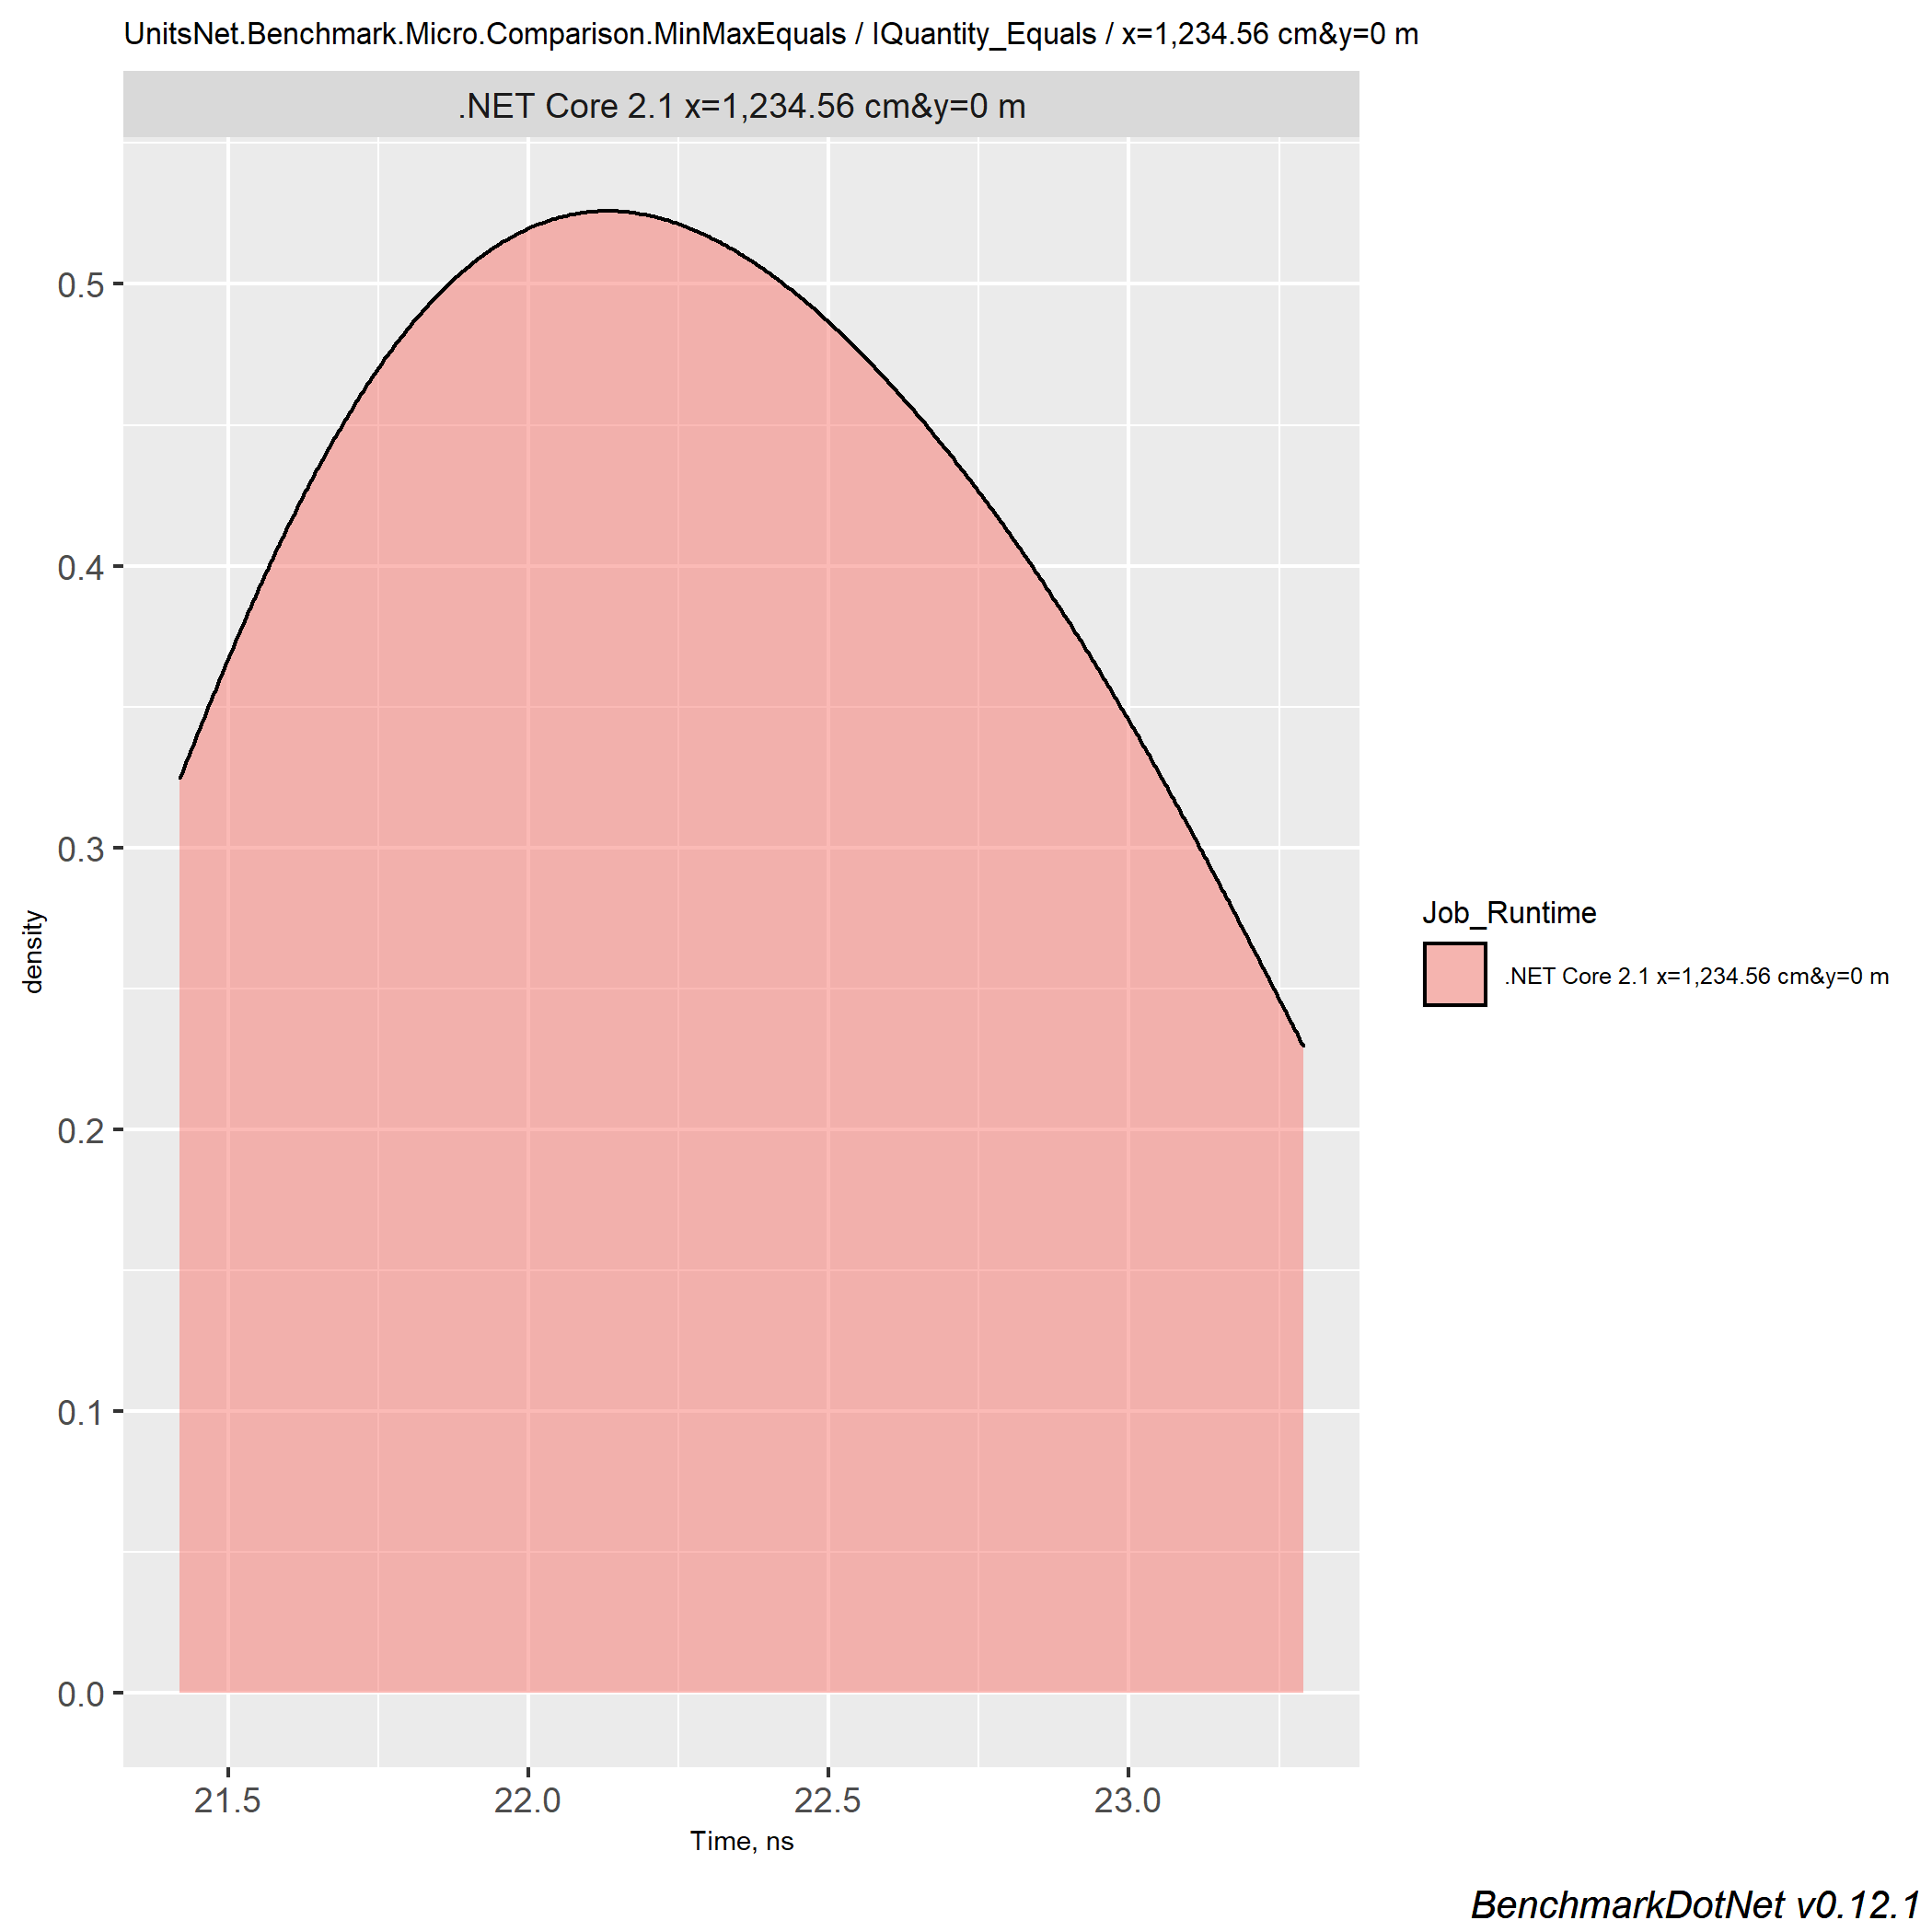 UnitsNet.Benchmark.Micro.Comparison.MinMaxEquals / IQuantity_Equals / x=1,234.56 cm&y=0 m
.NET Core 2.1 x=1,234.56 cm&y=0 m
0.5
0.4
0.3
0.2
0.1
0.0
density
21.5 22.0 22.5 23.0
Time, ns
Job_Runtime
.NET Core 2.1 x=1,234.56 cm&y=0 m
BenchmarkDotNet v0.12.1